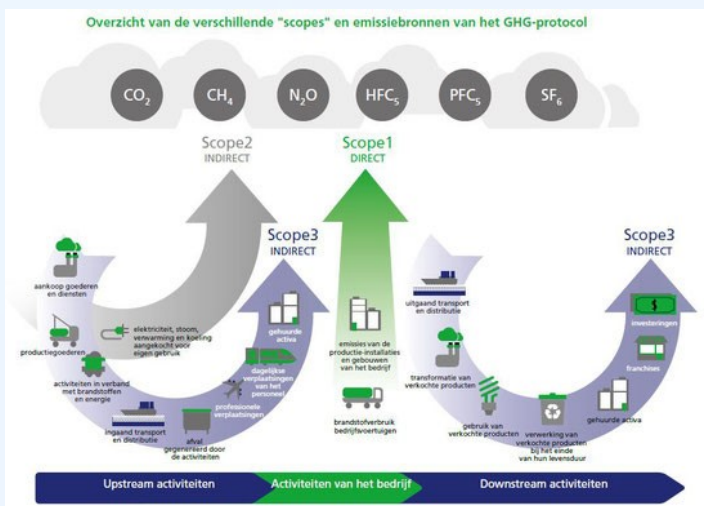 Overzicht van de verschillende "scopes" en emissiebronnen van het GHG-protocol
CO₂
CH₄
N₂O
HFC₅
PFC₅
SF₆
Scope2
INDIRECT
Scope1
DIRECT
Scope3
INDIRECT
Scope3
INDIRECT
aankoop goederen
en diensten
productiegoederen
elektriciteit, stoom,
verwarming en koeling
aangekocht voor
eigen gebruik
activiteiten in verband
met brandstoffen
en energie
ingaand transport
en distributie
afval
gegenereerd door
de activiteiten
professionele
verplaatsingen
dagelijkse
verplaatsingen
van het
personeel
gehuurde
activa
emissies van de
productie-installaties
en gebouwen
van het bedrijf
brandstofverbruik
bedrijfsvoertuigen
uitgaand transport
en distributie
transformatie van
verkochte producten
gebruik van
verkochte producten
verwerking van
verkochte producten
bij het einde
van hun levensduur
gehuurde activa
franchises
$
investeringen
Upstream activiteiten
Activiteiten van het bedrijf
Downstream activiteiten